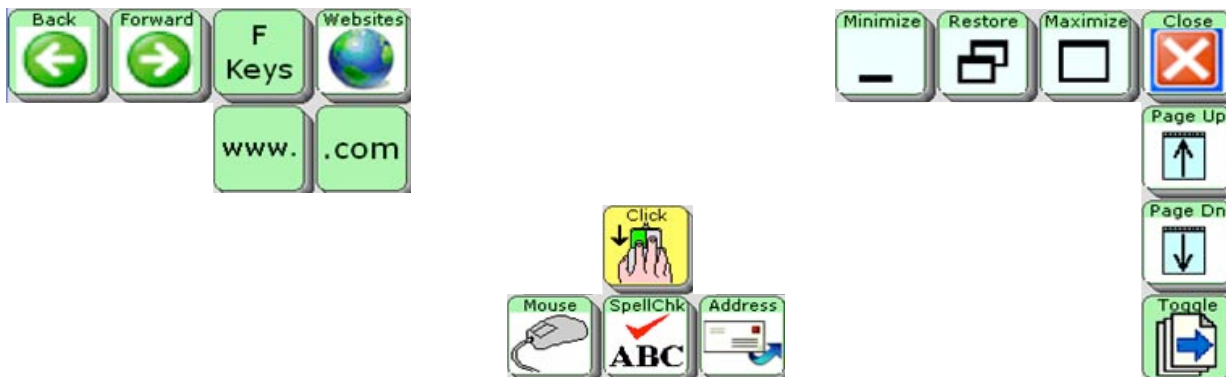 Back
Forward
F
Keys
Websites
Minimize
Restore
Maximize
Close
www.
.com
Page Up
Page Dn
Click
Mouse
SpellChk
ABC
Address
Toggle